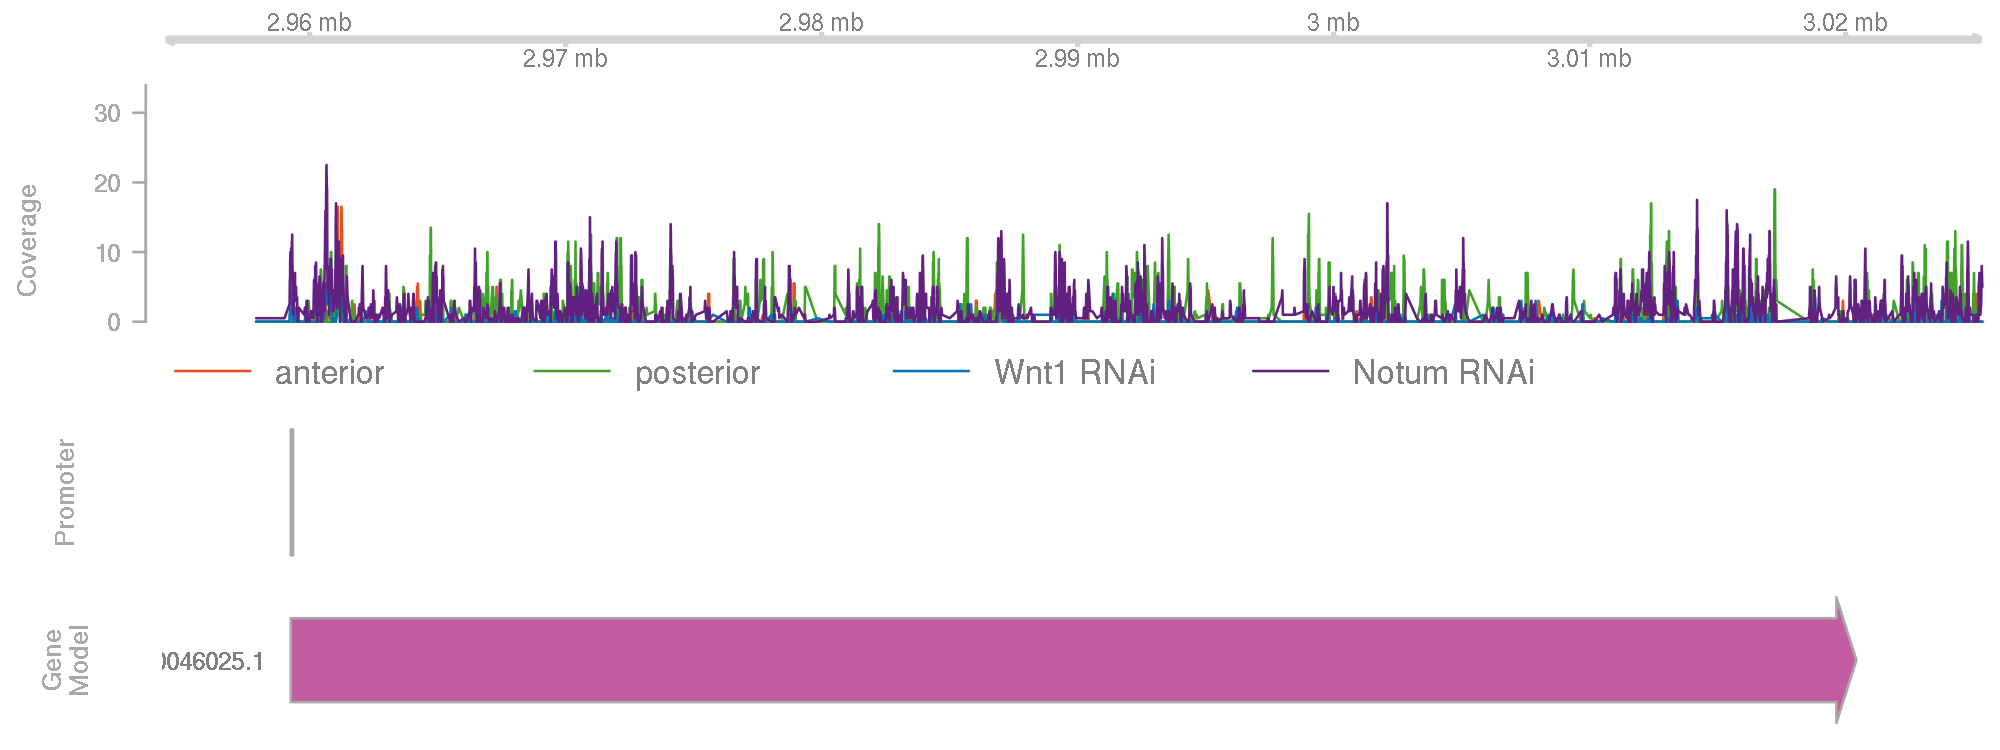 2.96 mb 2.98 mb 3 mb 3.02 mb
2.97 mb 2.99 mb 3.01 mb
Coverage
30
20
10
0
anterior posterior Wnt1 RNAi Notum RNAi
Promoter
Gene
Model
0046025.1